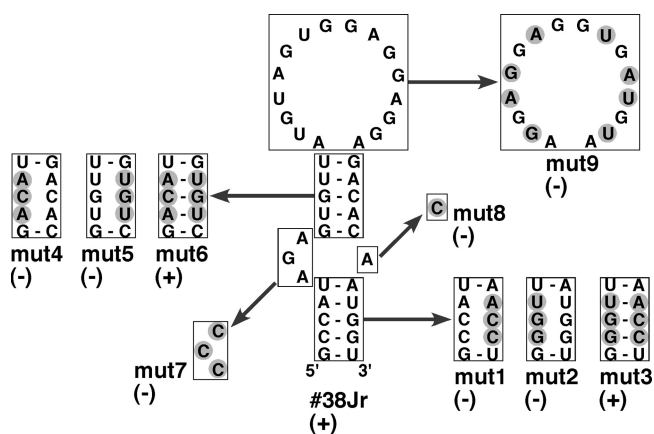 G G
U A
G G
A G
U A
G G
U G
A A
G G
A U
G G
G A
A U
G G
G U
A A
mut9
(-)
U - G
A A
C C
A A
G - C
mut4
(-)
U - G
U U
G G
U U
G - C
mut5
(-)
U - G
A - U
C - G
A - U
G - C
mut6
(+)
U - G
U - A
G - C
U - A
G - C
A
G
A
A
C
mut8
(-)
C
C
C
mut7
(-)
U - A
A - U
C - G
C - G
G - U
5' 3'
#38Jr
(+)
U - A
A A
C C
C C
G - U
mut1
(-)
U - A
U U
G G
G G
G - U
mut2
(-)
U - A
U - A
G - C
G - C
G - U
mut3
(+)